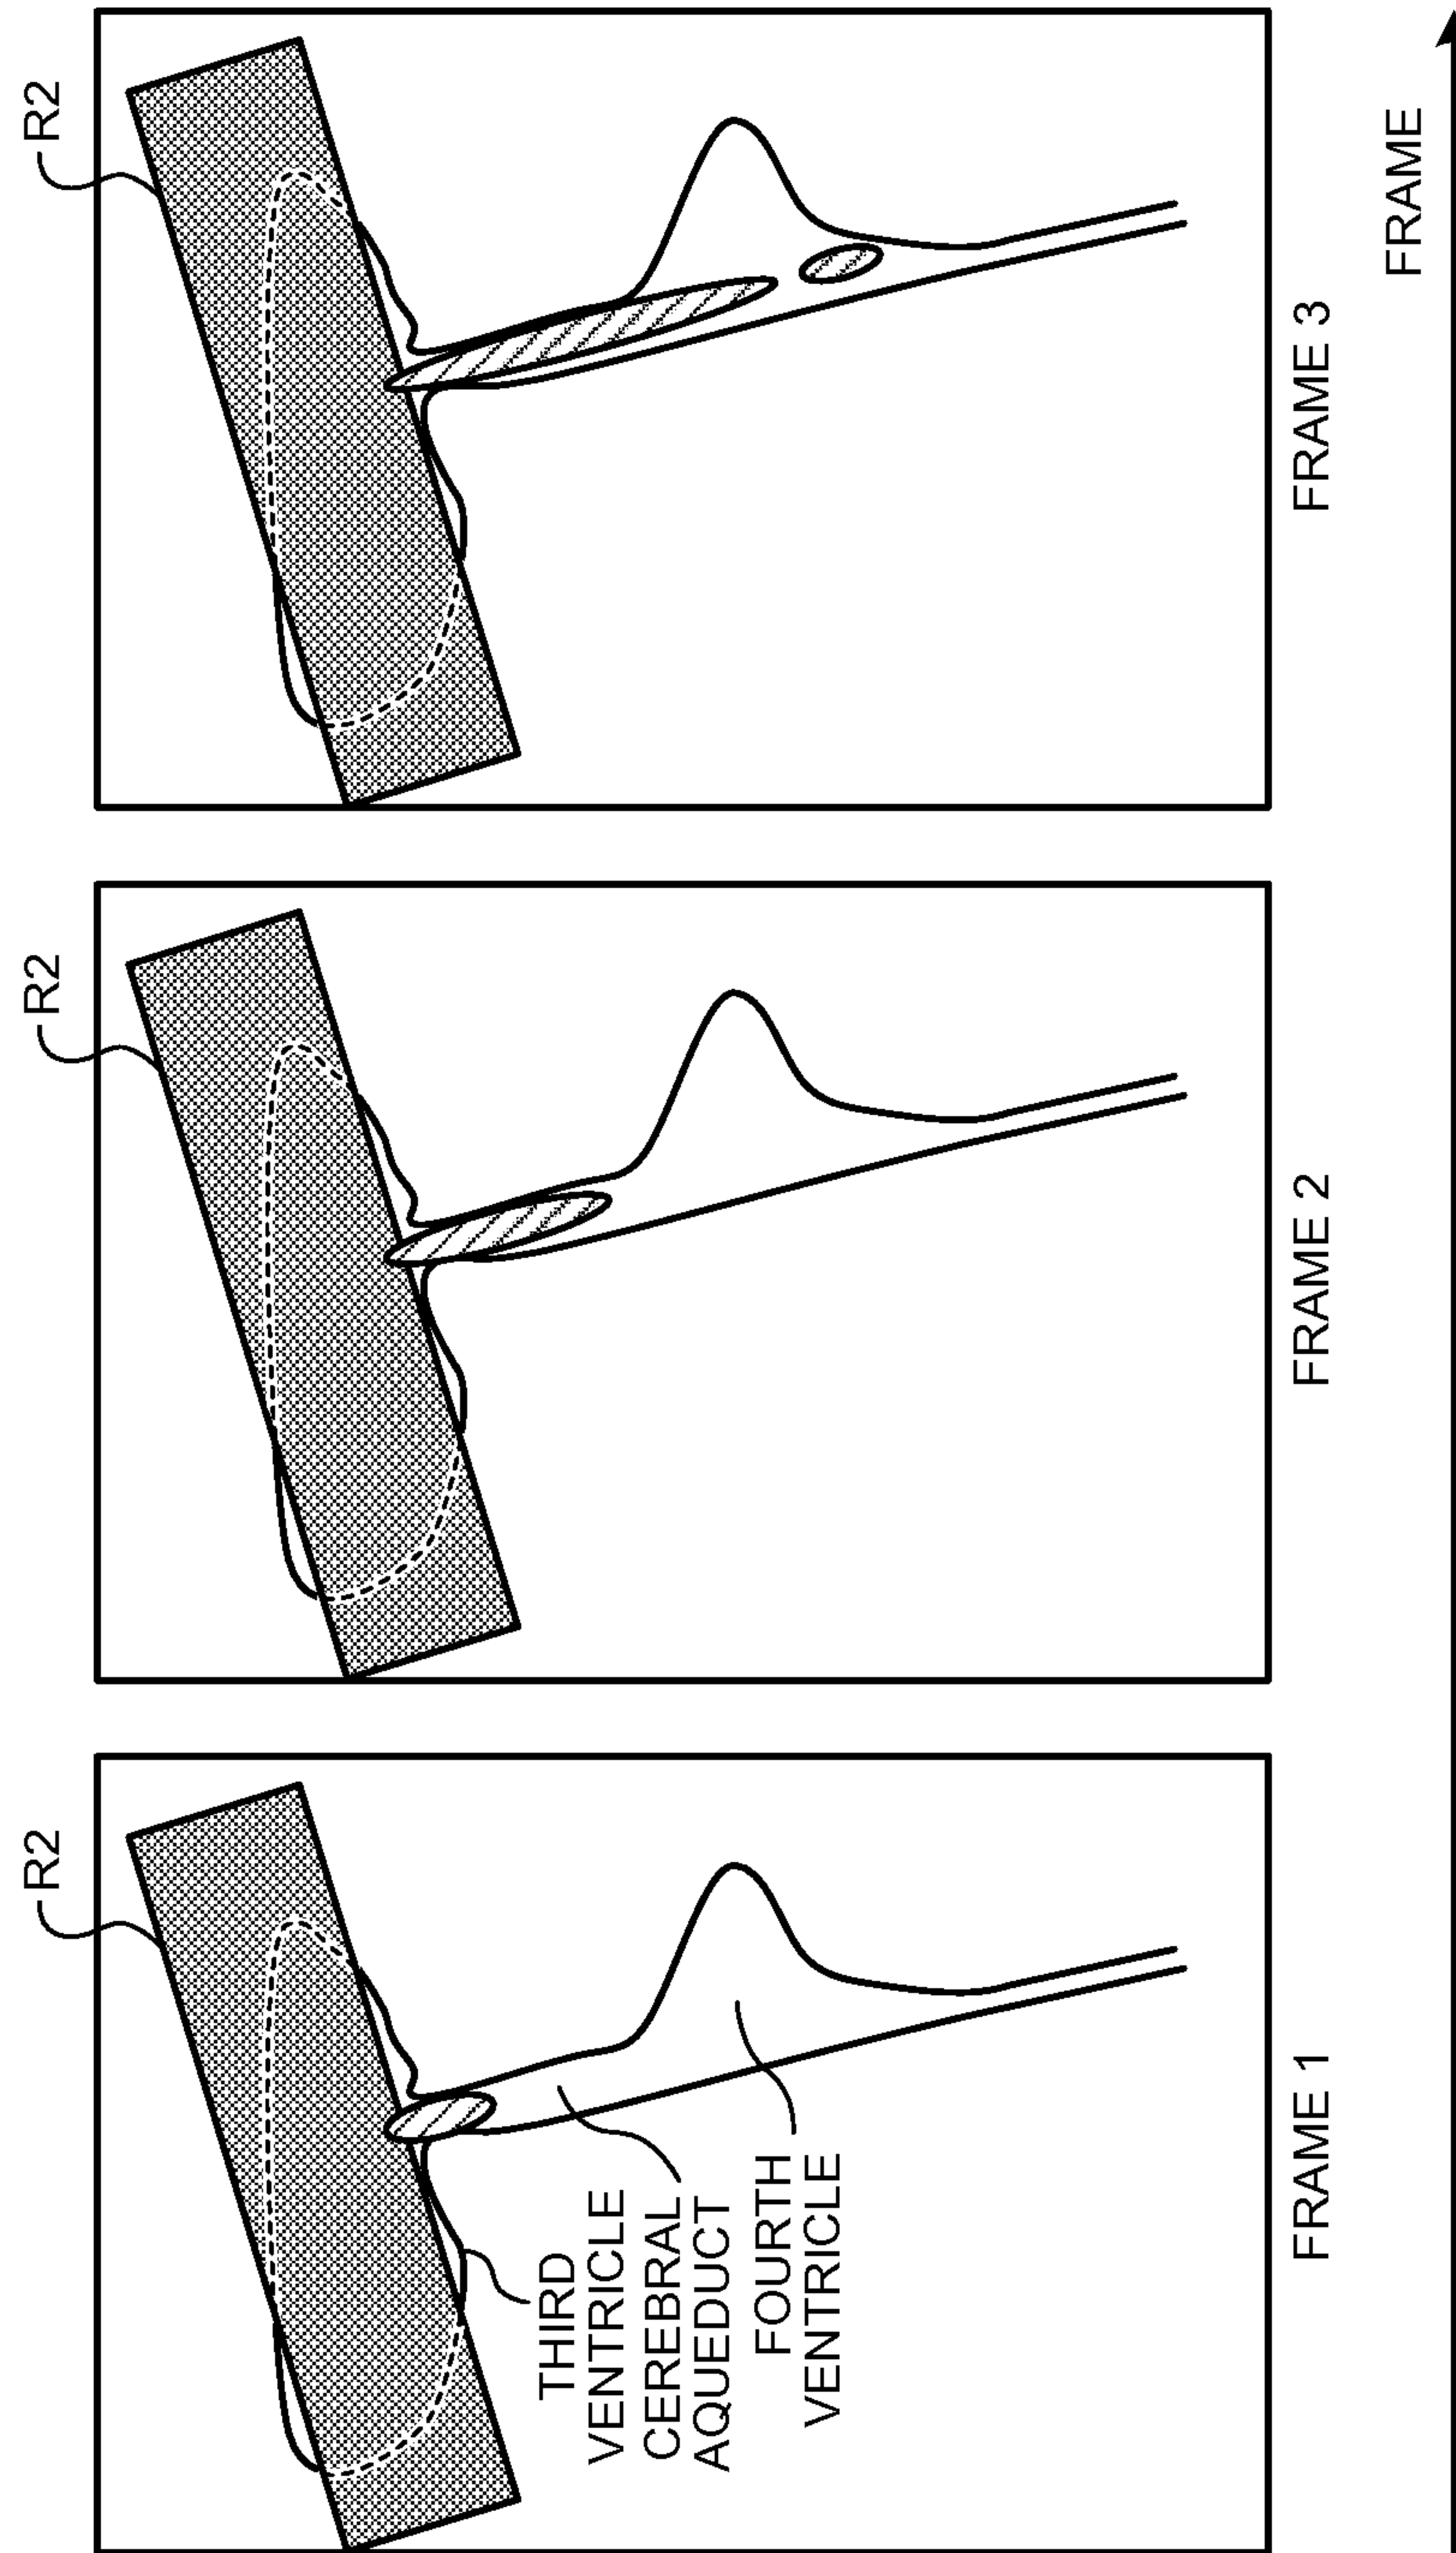 R2
R2
R2
THIRD
VENTRICLE
CEREBRAL
AQUEDUCT
FOURTH
VENTRICLE
FRAME 1
FRAME 2
FRAME 3
FRAME